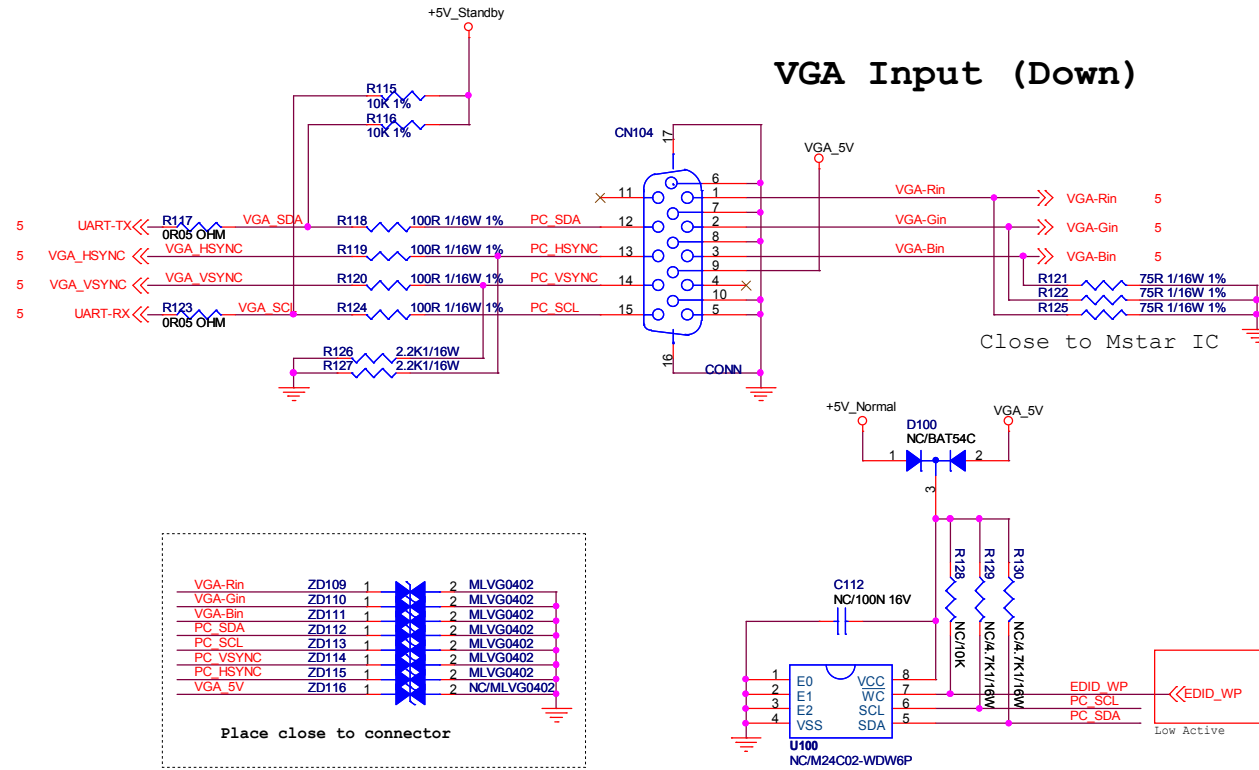 +5V_Standby
VGA Input (Down)
R115
10K 1%
R116
10K 1%
CN104
17
VGA_5V
11
6
1
VGA-Rin
VGA-Rin 5
7
5 UART-TX R117 VGA_SDA R118 100R 1/16W 1% PC_SDA 12
0R05 OHM
2 VGA-Gin VGA-Gin 5
8
5 VGA_HSYNC VGA_HSYNC R119 100R 1/16W 1% PC_HSYNC 13
3 VGA-Bin VGA-Bin 5
9
5 VGA_VSYNC VGA_VSYNC R120 100R 1/16W 1% PC_VSYNC 14
4
R121 75R 1/16W 1%
10
R122 75R 1/16W 1%
5 UART-RX R123 VGA_SCL R124 100R 1/16W 1% PC_SCL 15
0R05 OHM
5
R125 75R 1/16W 1%
Close to Mstar IC
R126 2.2K1/16W
R127 2.2K1/16W
16
CONN
+5V_Normal
VGA_5V
D100
NC/BAT54C
1
2
3
VGA-Rin ZD109 1 2 MLVG0402
VGA-Gin ZD110 1 2 MLVG0402
VGA-Bin ZD111 1 2 MLVG0402
PC_SDA ZD112 1 2 MLVG0402
PC_SCL ZD113 1 2 MLVG0402
PC_VSYNC ZD114 1 2 MLVG0402
PC_HSYNC ZD115 1 2 MLVG0402
VGA_5V ZD116 1 2 NC/MLVG0402
Place close to connector
R128
NC/10K
R129
NC/4.7K1/16W
R130
NC/4.7K1/16W
C112
NC/100N 16V
1 E0 VCC 8
2 E1 WC 7 EDID_WP
3 E2 SCL 6 PC_SCL
4 VSS SDA 5 PC_SDA
U100
NC/M24C02-WDW6P
EDID_WP
Low Active